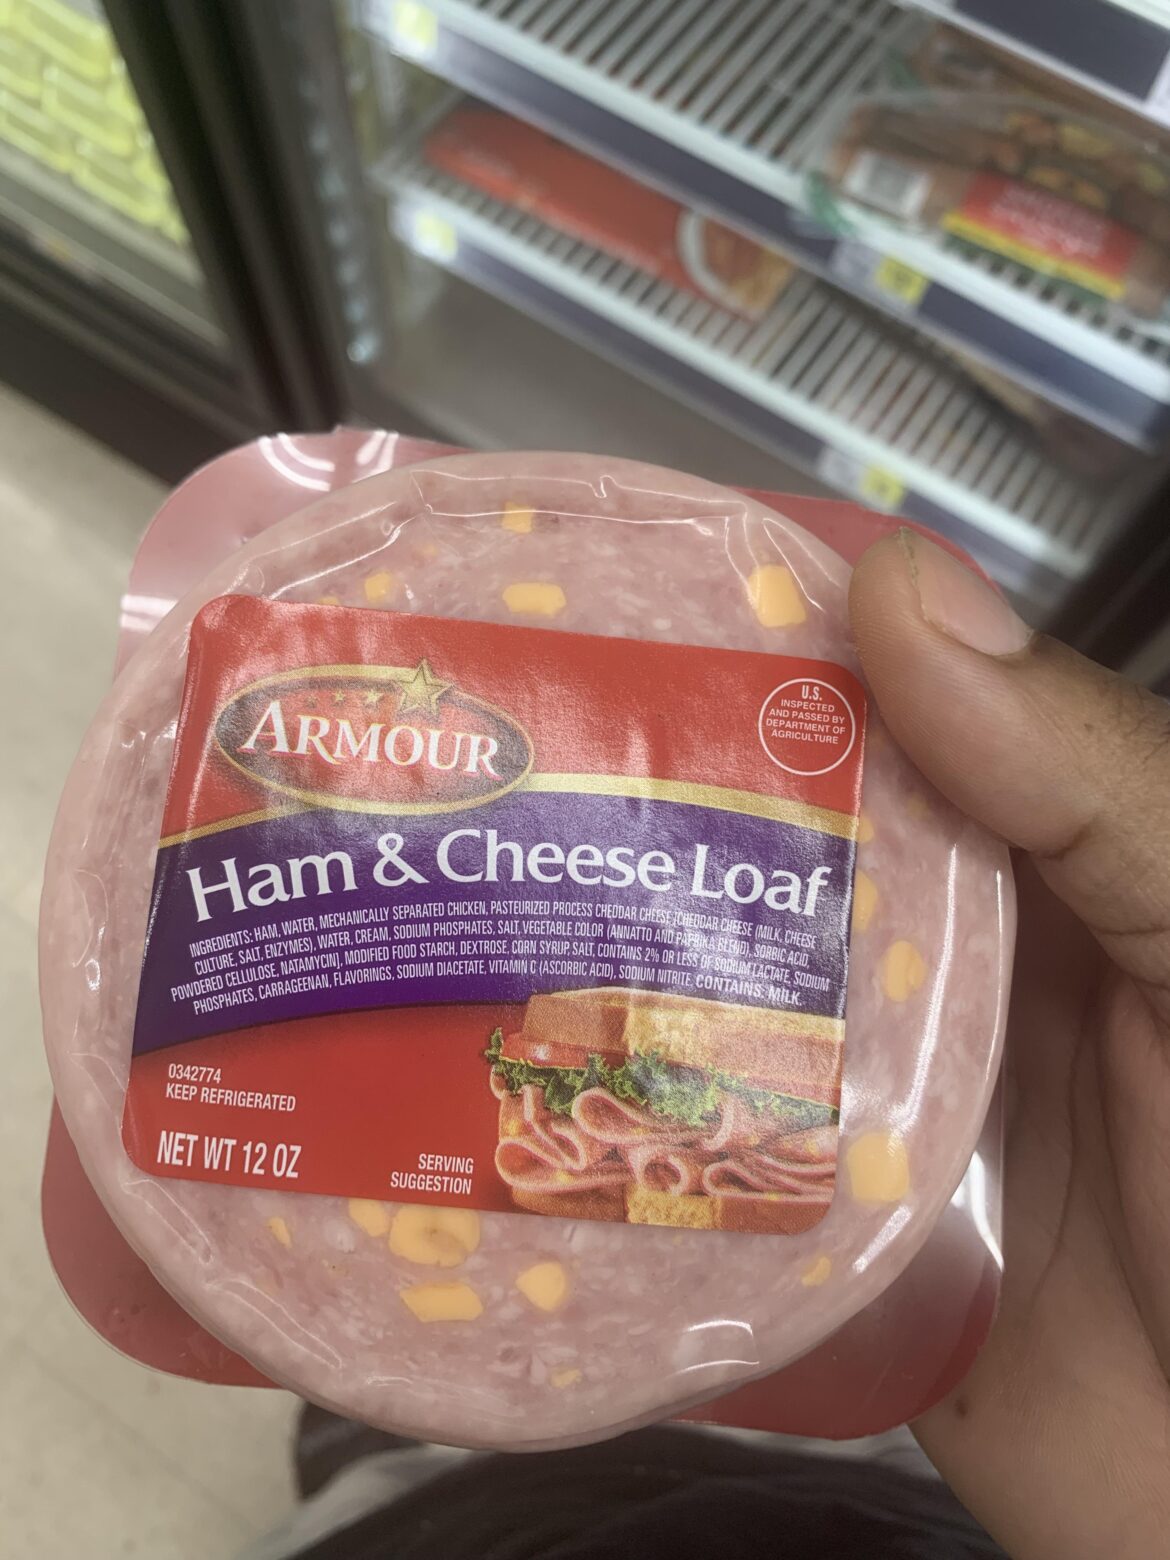 ARMOUR
U.S.
INSPECTED
AND PASSED BY
DEPARTMENT OF
AGRICULTURE
Ham & Cheese Loaf
INGREDIENTS: HAM, WATER, MECHANICALLY SEPARATED CHICKEN, PASTEURIZED PROCESS CHEDDAR CHEESE [CHEDDAR CHEESE (MILK, CHEESE
CULTURE, SALT, ENZYMES), WATER, CREAM, SODIUM PHOSPHATES, SALT, VEGETABLE COLOR (ANNATTO AND PAPRIKA BLEND), SORBIC ACID,
POWDERED CELLULOSE, NATAMYCIN], MODIFIED FOOD STARCH, DEXTROSE, CORN SYRUP, SALT, CONTAINS 2% OR LESS OF SODIUM LACTATE, SODIUM
PHOSPHATES, CARRAGEENAN, FLAVORINGS, SODIUM DIACETATE, VITAMIN C (ASCORBIC ACID), SODIUM NITRITE. CONTAINS: MILK.
0342774
KEEP REFRIGERATED
NET WT 12 OZ
SERVING
SUGGESTION